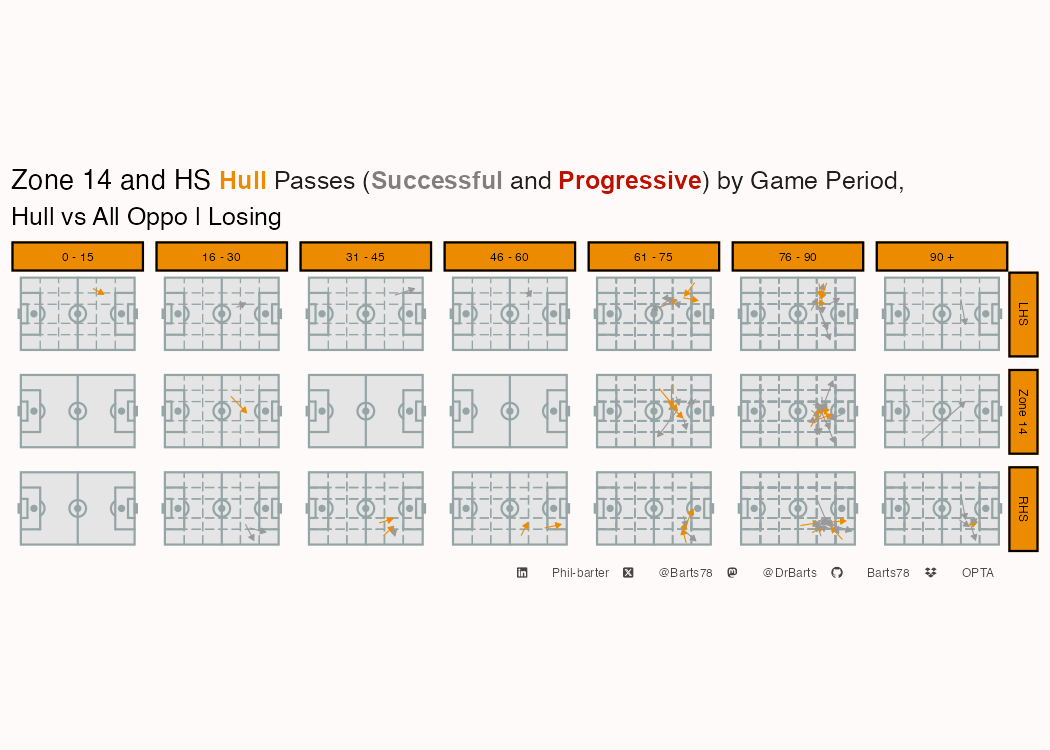 Zone 14 and HS Hull Passes (Successful and Progressive) by Game Period,
Hull vs All Oppo | Losing
0 - 15
16 - 30
31 - 45
46 - 60
61 - 75
76 - 90
90 +
LHS
Zone 14
RHS
Phil-barter @Barts78 @DrBarts Barts78 OPTA